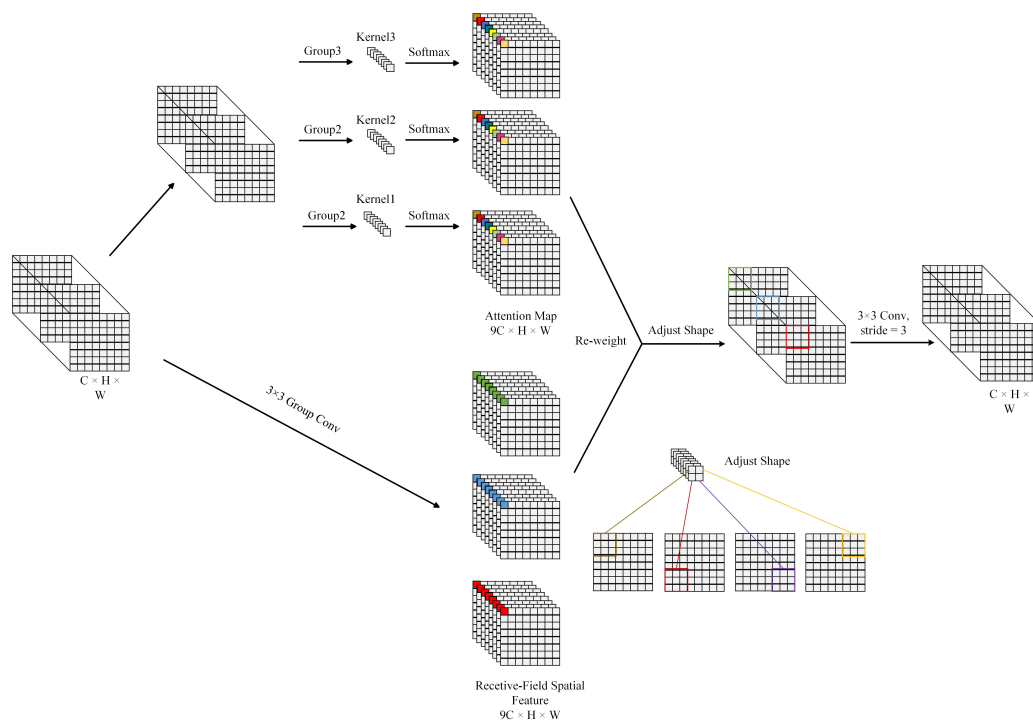 Group3
Kernel3
Softmax
Group2
Kernel2
Softmax
Group2
Kernel1
Softmax
Attention Map
9C × H × W
C × H ×
W
3×3 Group Conv
Re-weight
Adjust Shape
3×3 Conv,
stride = 3
C × H ×
W
Adjust Shape
Recetive-Field Spatial
Feature
9C × H × W